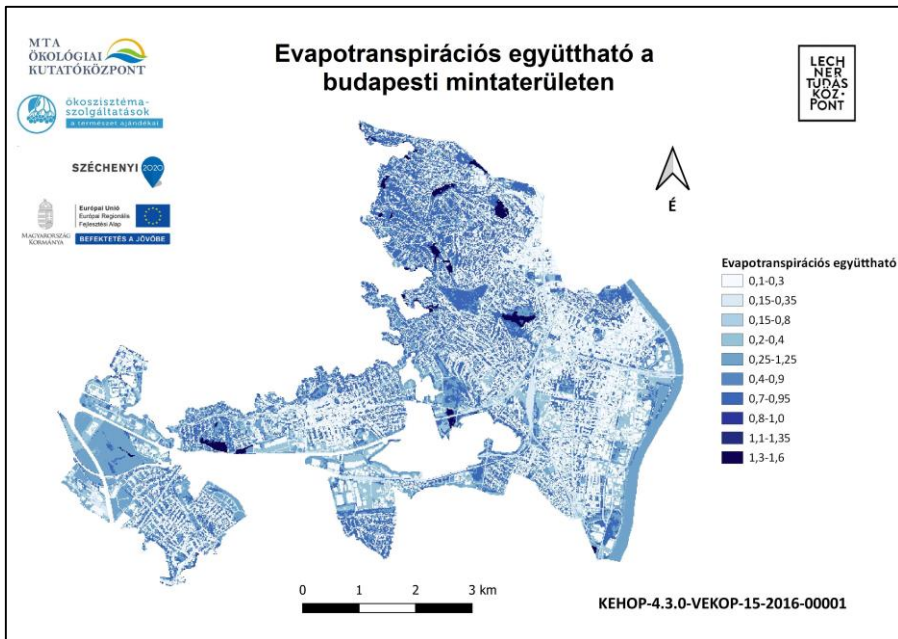 MTA
ÖKOLÓGIAI
KUTATÓKÖZPONT
Evapotranspirációs együttható a
budapesti mintaterületen
LECH
NER
TUDÁS
KÖZ·
PONT
ökoszisztéma-
szolgáltatások
a természet ajándékai
SZÉCHENYI 2020
MAGYARORSZÁG
KORMÁNYA
Európai Unió
Európai Regionális
Fejlesztési Alap
BEFEKTETÉS A JÖVŐBE
É
Evapotranspirációs együttható
0,1-0,3
0,15-0,35
0,15-0,8
0,2-0,4
0,25-1,25
0,4-0,9
0,7-0,95
0,8-1,0
1,1-1,35
1,3-1,6
0 1 2 3 km
KEHOP-4.3.0-VEKOP-15-2016-00001